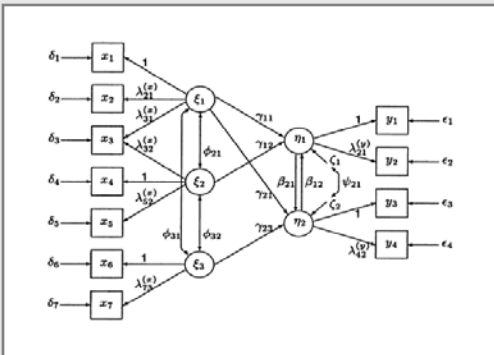 δ₁ x₁ 1
δ₂ x₂ λ₂₁⁽ˣ⁾ ξ₁ γ₁₁
λ₃₁⁽ˣ⁾ 1 y₁ ε₁
δ₃ x₃ λ₃₂⁽ˣ⁾ φ₂₁ γ₁₂ η₁ λ₂₁⁽ʸ⁾
ζ₁ y₂ ε₂
δ₄ x₄ 1 ξ₂ γ₂₁ β₂₁ β₁₂ ψ₂₁
λ₅₂⁽ˣ⁾ ζ₂ y₃ ε₃
δ₅ x₅ 1
φ₃₁ φ₃₂ γ₂₃ η₂
δ₆ x₆ 1 ξ₃ λ₄₂⁽ʸ⁾ y₄ ε₄
λ₇₃⁽ˣ⁾
δ₇ x₇